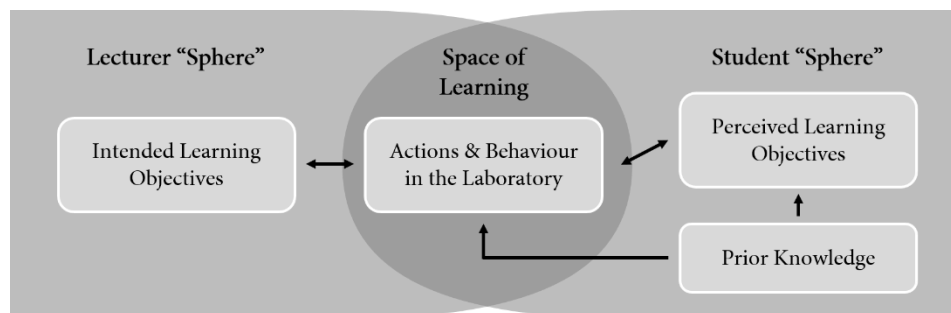 Lecturer “Sphere”
Intended Learning
Objectives
Space of
Learning
Actions & Behaviour
in the Laboratory
Student “Sphere”
Perceived Learning
Objectives
Prior Knowledge